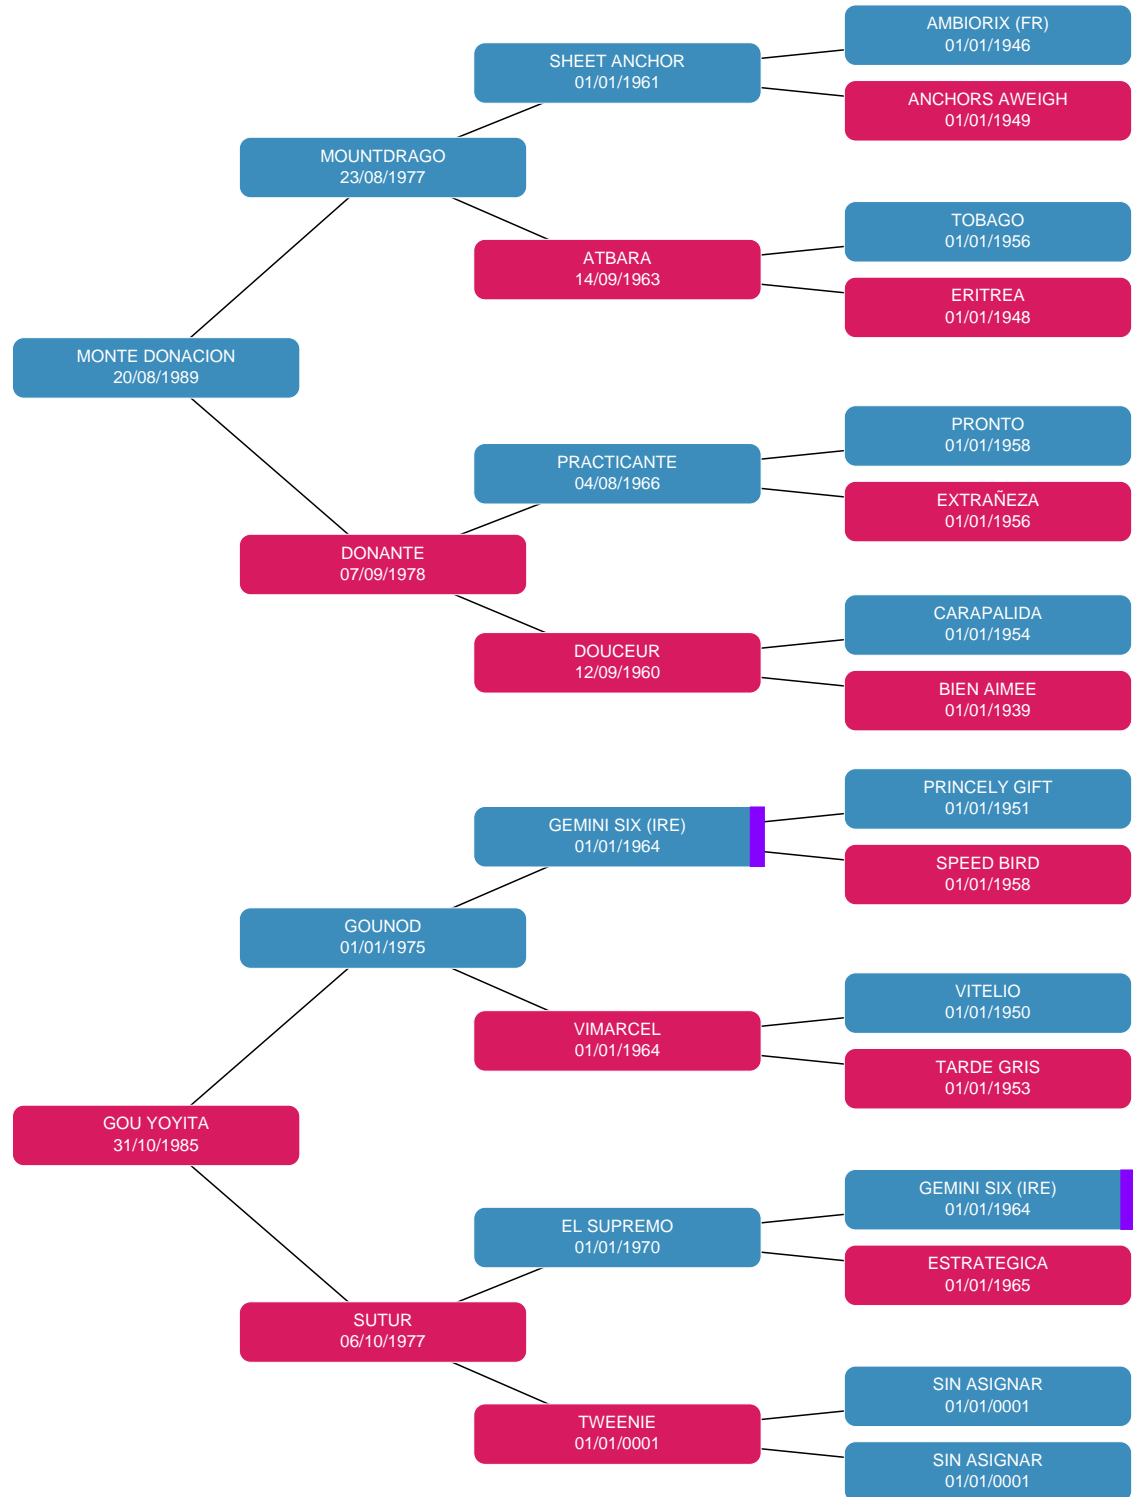 AMBIORIX (FR)
01/01/1946
SHEET ANCHOR
01/01/1961
ANCHORS AWEIGH
01/01/1949
MOUNTDRAGO
23/08/1977
TOBAGO
01/01/1956
ATBARA
14/09/1963
ERITREA
01/01/1948
MONTE DONACION
20/08/1989
PRONTO
01/01/1958
PRACTICANTE
04/08/1966
EXTRAÑEZA
01/01/1956
DONANTE
07/09/1978
CARAPALIDA
01/01/1954
DOUCEUR
12/09/1960
BIEN AIMEE
01/01/1939
PRINCELY GIFT
01/01/1951
GEMINI SIX (IRE)
01/01/1964
SPEED BIRD
01/01/1958
GOUNOD
01/01/1975
VITELIO
01/01/1950
VIMARCEL
01/01/1964
TARDE GRIS
01/01/1953
GOU YOYITA
31/10/1985
GEMINI SIX (IRE)
01/01/1964
EL SUPREMO
01/01/1970
ESTRATEGICA
01/01/1965
SUTUR
06/10/1977
SIN ASIGNAR
01/01/0001
TWEENIE
01/01/0001
SIN ASIGNAR
01/01/0001